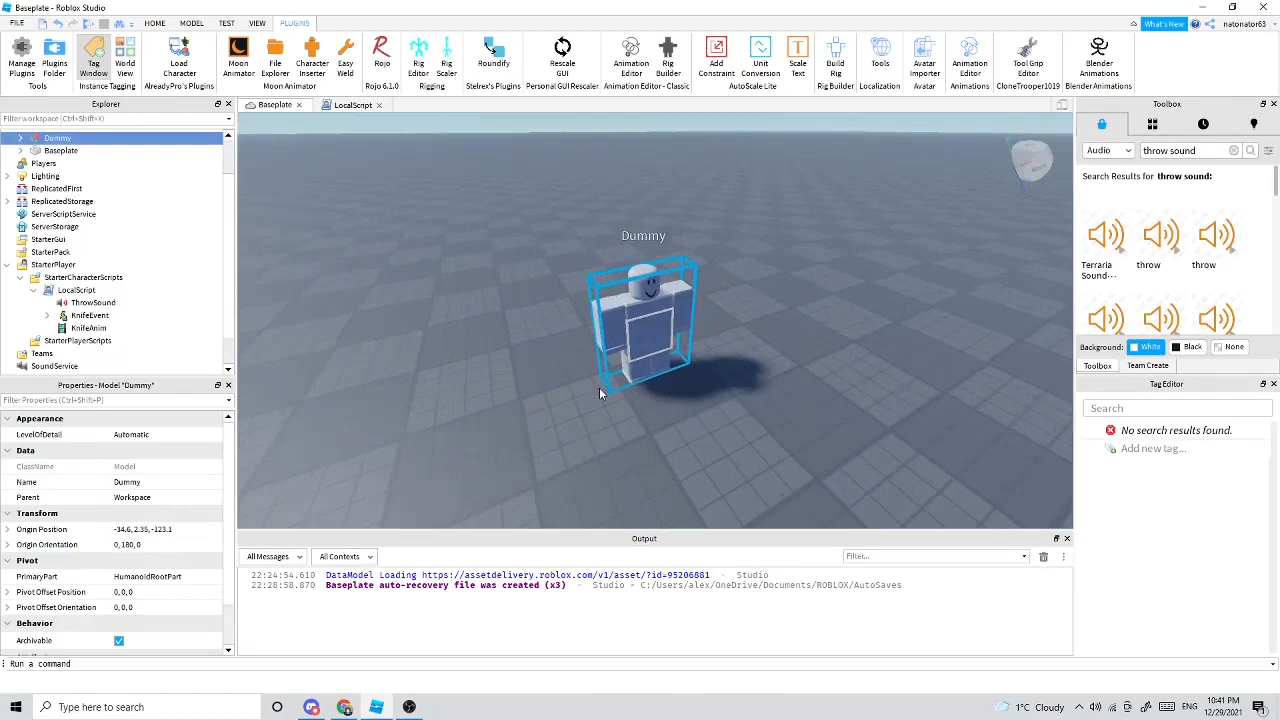 Baseplate - Roblox Studio
FILE HOME MODEL TEST VIEW PLUGINS What's New natonator63
Manage Plugins Plugins Folder Tag Window World View Load Character Moon Animator File Explorer Character Inserter Easy Weld Rojo Rig Editor Rig Scaler Roundify Rescale GUI Animation Editor Rig Builder Add Constraint Unit Conversion Scale Text Build Rig Tools Avatar Importer Animation Editor Tool Grip Editor Blender Animations
Tools Instance Tagging AlreadyPro's Plugins Moon Animator Rojo 6.1.0 Rigging Stelrex's Plugins Personal GUI Rescaler Animation Editor - Classic AutoScale Lite Rig Builder Localization Animations CloneTrooper1019 Blender Animations
Explorer
Filter workspace (Ctrl+Shift+X)
Dummy
Baseplate
Players
Lighting
ReplicatedFirst
ReplicatedStorage
ServerScriptService
ServerStorage
StarterGui
StarterPack
StarterPlayer
StarterCharacterScripts
LocalScript
ThrowSound
KnifeEvent
KnifeAnim
StarterPlayerScripts
Teams
SoundService
Properties - Model "Dummy"
Filter Properties (Ctrl+Shift+P)
Appearance
LevelOfDetail Automatic
Data
ClassName Model
Name Dummy
Parent Workspace
Transform
Origin Position -34.6, 2.35, -123.1
Origin Orientation 0, 180, 0
Pivot
PrimaryPart HumanoidRootPart
Pivot Offset Position 0, 0, 0
Pivot Offset Orientation 0, 0, 0
Behavior
Archivable
Baseplate LocalScript
Dummy
Output
All Messages All Contexts Filter...
22:24:54.610 DataModel Loading https://assetdelivery.roblox.com/v1/asset/?id=95206881 - Studio
22:28:58.870 Baseplate auto-recovery file was created (x3) - Studio - C:/Users/alex/OneDrive/Documents/ROBLOX/AutoSaves
Toolbox
Audio throw sound
Search Results for throw sound:
Terraria Sound... throw throw
Background: White Black None
Toolbox Team Create
Tag Editor
Search
No search results found.
Add new tag...
Run a command
Type here to search
1°C Cloudy ENG 10:41 PM
12/29/2021